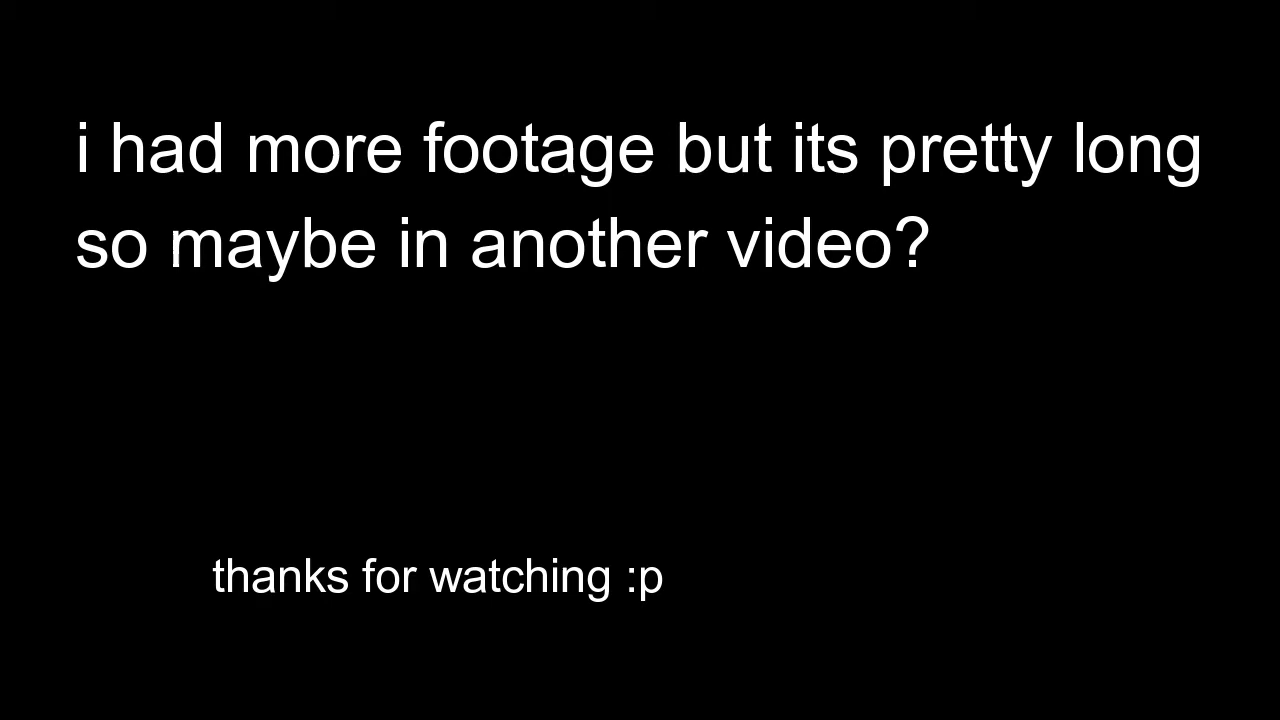 i had more footage but its pretty long
so maybe in another video?
thanks for watching :p